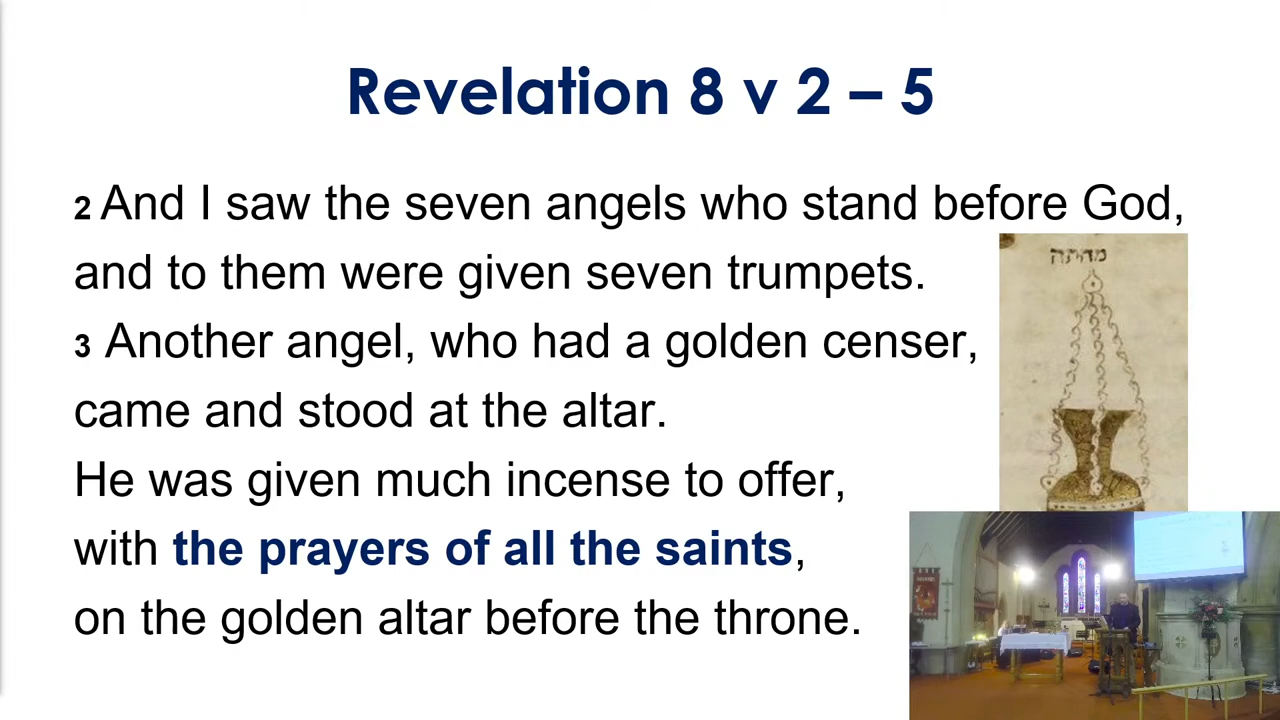 Revelation 8 v 2 – 5
2 And I saw the seven angels who stand before God,
and to them were given seven trumpets.
מחתה
3 Another angel, who had a golden censer,
came and stood at the altar.
He was given much incense to offer,
with the prayers of all the saints,
on the golden altar before the throne.